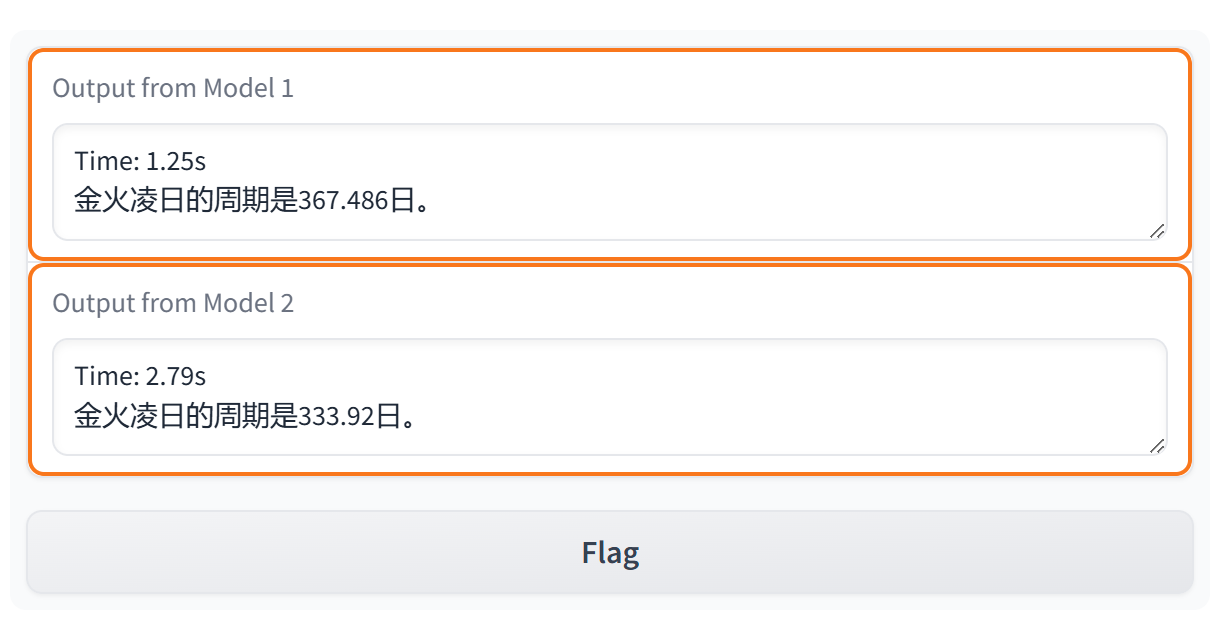 Output from Model 1
Time: 1.25s
金火凌日的周期是367.486日。
Output from Model 2
Time: 2.79s
金火凌日的周期是333.92日。
Flag